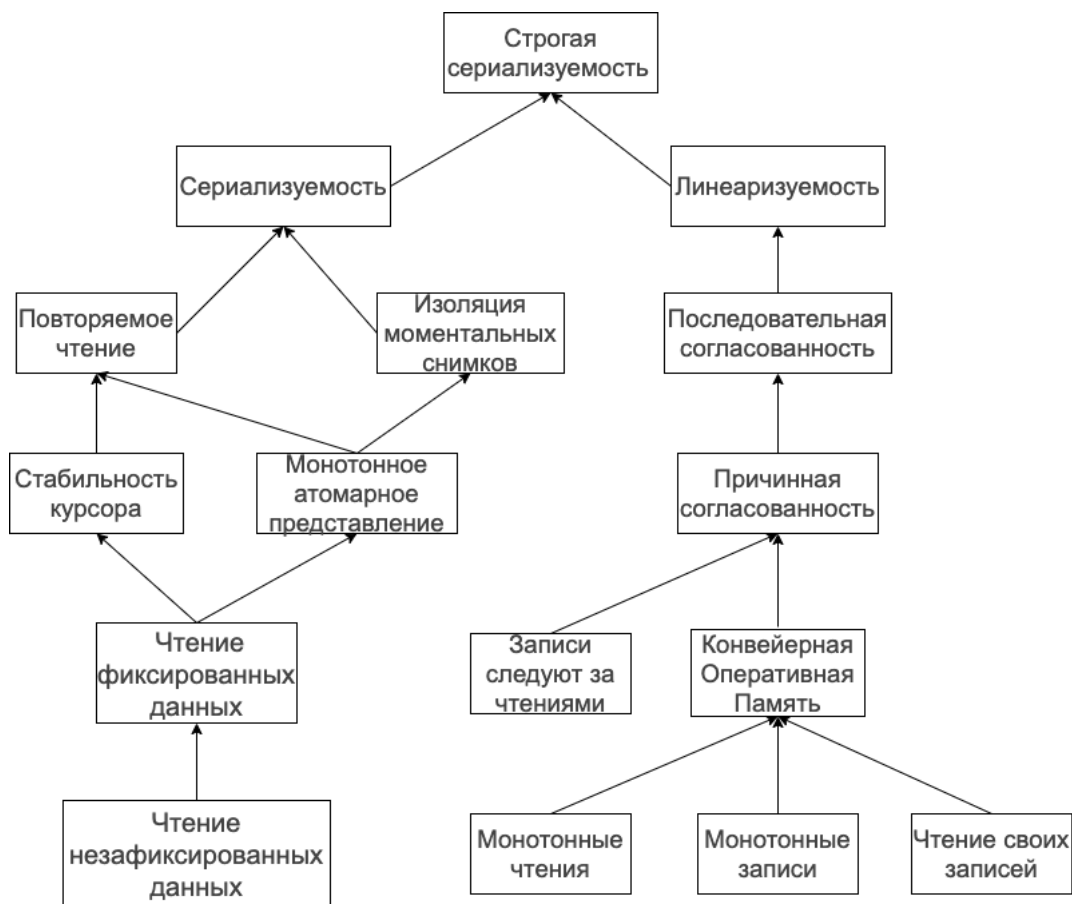 Строгая
сериализуемость
Сериализуемость
Линеаризуемость
Повторяемое
чтение
Изоляция
моментальных
снимков
Последовательная
согласованность
Стабильность
курсора
Монотонное
атомарное
представление
Причинная
согласованность
Чтение
фиксированных
данных
Записи
следуют за
чтениями
Конвейерная
Оперативная
Память
Чтение
незафиксированных
данных
Монотонные
чтения
Монотонные
записи
Чтение своих
записей